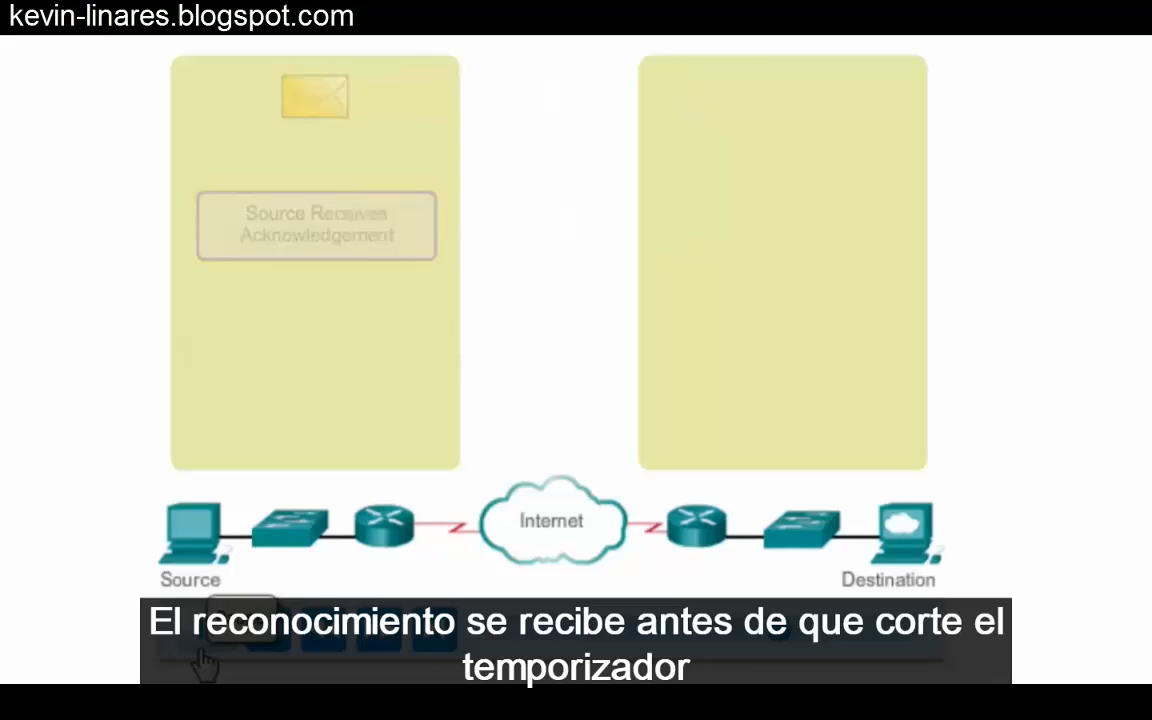 kevin-linares.blogspot.com
Source Receives
Acknowledgement
Internet
Source
Destination
El reconocimiento se recibe antes de que corte el
temporizador